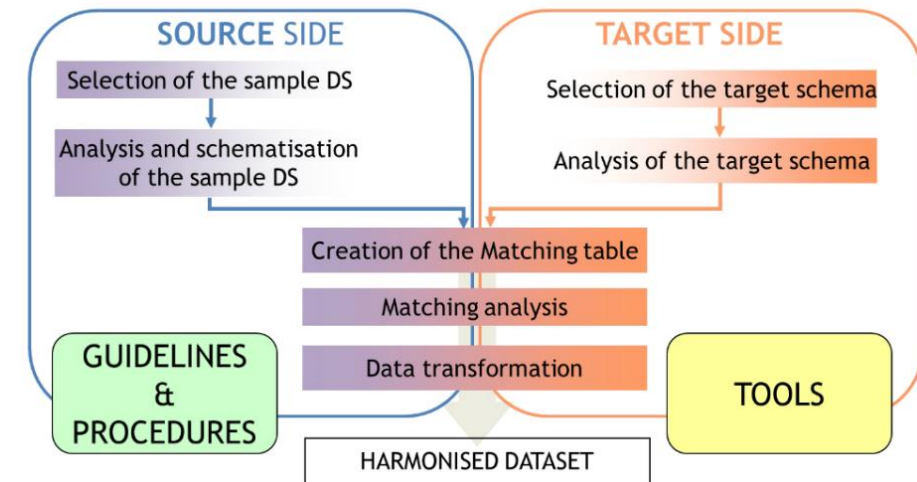 SOURCE SIDE
Selection of the sample DS
Analysis and schematisation
of the sample DS
TARGET SIDE
Selection of the target schema
Analysis of the target schema
Creation of the Matching table
Matching analysis
Data transformation
GUIDELINES
&
PROCEDURES
TOOLS
HARMONISED DATASET